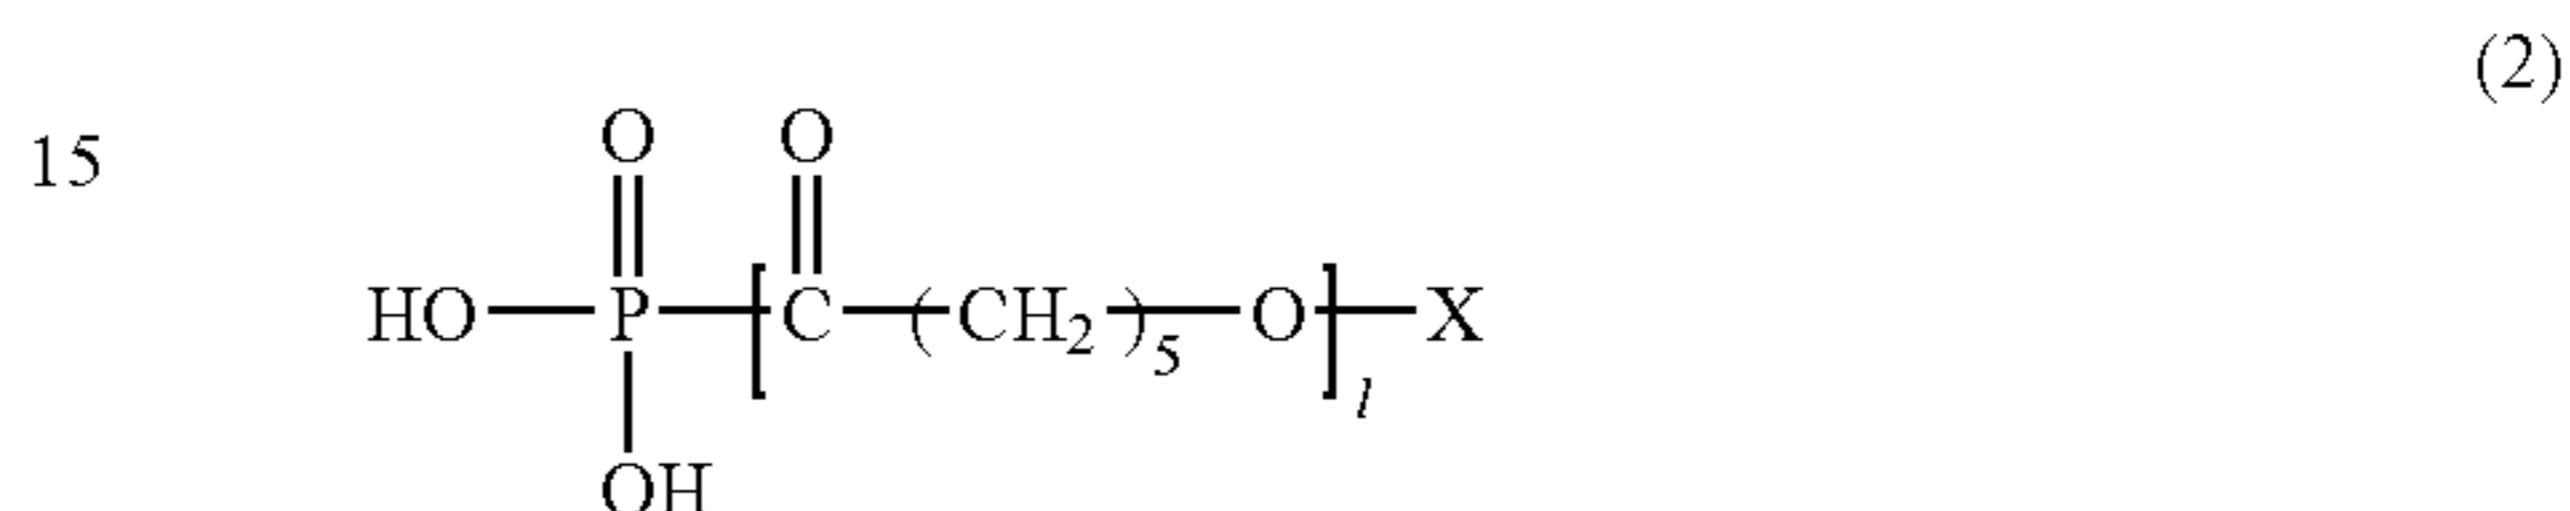 (2)
15
O O
HO—P—[C—(CH2)5—O]l—X
OH